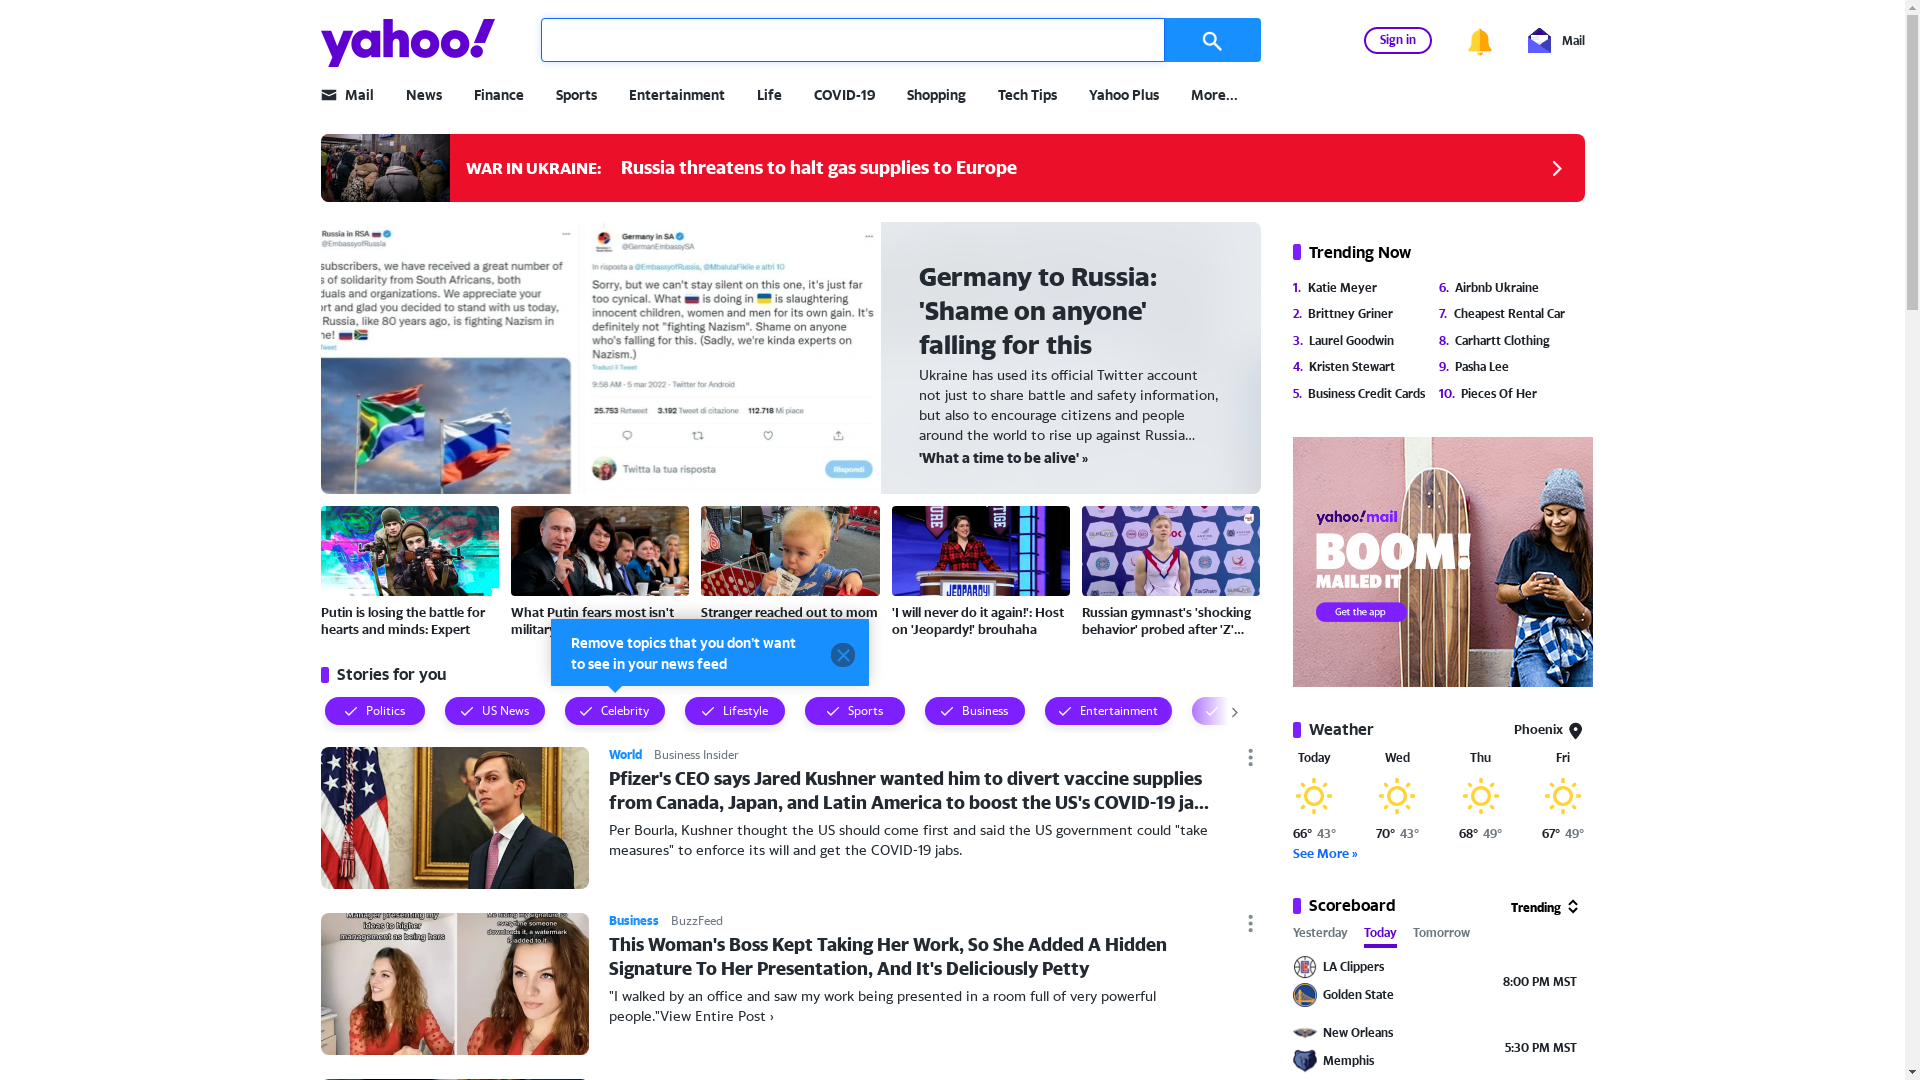 yahoo!
Sign in
Mail
Mail
News
Finance
Sports
Entertainment
Life
COVID-19
Shopping
Tech Tips
Yahoo Plus
More...
WAR IN UKRAINE:
Russia threatens to halt gas supplies to Europe
Russia in RSA
@EmbassyofRussia
subscribers, we have received a great number of
s of solidarity from South Africans, both
duals and organizations. We appreciate your
ort and glad you decided to stand with us today,
Russia, like 80 years ago, is fighting Nazism in
ne!
Tweet
Germany in SA
@GermanEmbassySA
In risposta a @EmbassyofRussia, @MbalulaFikile e altri 10
Sorry, but we can't stay silent on this one, it's just far
too cynical. What is doing in is slaughtering
innocent children, women and men for its own gain. It's
definitely not "fighting Nazism". Shame on anyone
who's falling for this. (Sadly, we're kinda experts on
Nazism.)
Traduci il Tweet
9:58 AM · 5 mar 2022 · Twitter for Android
25.753 Retweet 3.192 Tweet di citazione 112.718 Mi piace
Twitta la tua risposta
Rispondi
Germany to Russia:
'Shame on anyone'
falling for this
Ukraine has used its official Twitter account
not just to share battle and safety information,
but also to encourage citizens and people
around the world to rise up against Russia...
'What a time to be alive' »
Putin is losing the battle for
hearts and minds: Expert
What Putin fears most isn't
military
Stranger reached out to mom
JEOPARDY!
'I will never do it again!': Host
on 'Jeopardy!' brouhaha
Russian gymnast's 'shocking
behavior' probed after 'Z'...
Remove topics that you don't want
to see in your news feed
Stories for you
Politics
US News
Celebrity
Lifestyle
Sports
Business
Entertainment
World
Business Insider
Pfizer's CEO says Jared Kushner wanted him to divert vaccine supplies
from Canada, Japan, and Latin America to boost the US's COVID-19 ja...
Per Bourla, Kushner thought the US should come first and said the US government could "take
measures" to enforce its will and get the COVID-19 jabs.
Manager presenting my
ideas to higher
management as being hers
Me hiding my signature so
everytime someone
downloads it, a watermark
is added to it
Business
BuzzFeed
This Woman's Boss Kept Taking Her Work, So She Added A Hidden
Signature To Her Presentation, And It's Deliciously Petty
"I walked by an office and saw my work being presented in a room full of very powerful
people."View Entire Post ›
Trending Now
1. Katie Meyer
2. Brittney Griner
3. Laurel Goodwin
4. Kristen Stewart
5. Business Credit Cards
6. Airbnb Ukraine
7. Cheapest Rental Car
8. Carhartt Clothing
9. Pasha Lee
10. Pieces Of Her
yahoo!mail
BOOM!
MAILED IT
Get the app
Weather
Phoenix
Today
Wed
Thu
Fri
66° 43°
70° 43°
68° 49°
67° 49°
See More »
Scoreboard
Trending
Yesterday
Today
Tomorrow
LA Clippers
Golden State
8:00 PM MST
New Orleans
Memphis
5:30 PM MST